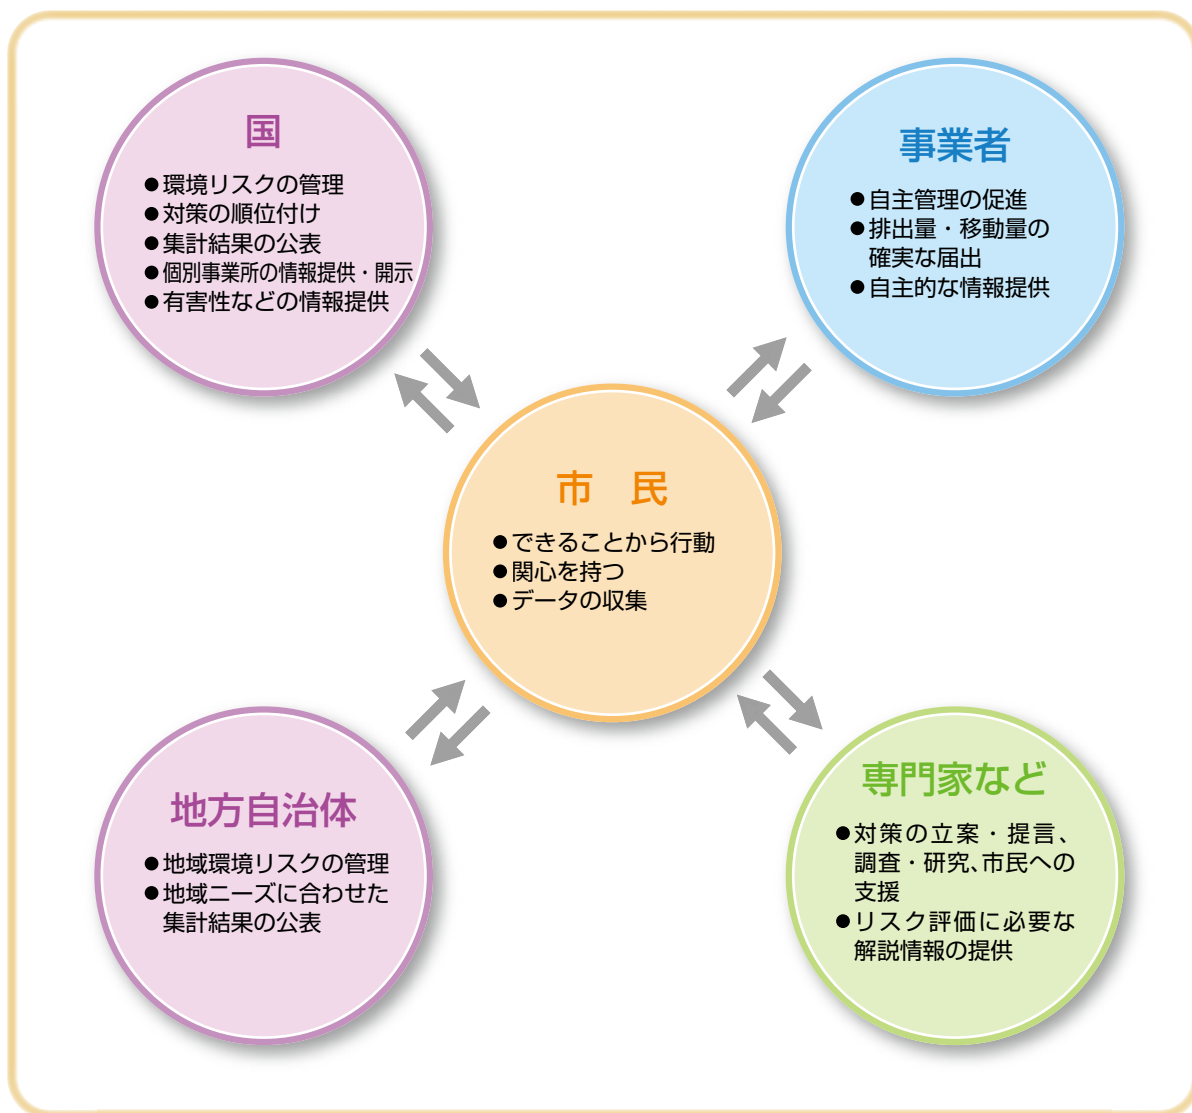 国
●環境リスクの管理
●対策の順位付け
●集計結果の公表
●個別事業所の情報提供・開示
●有害性などの情報提供
事業者
●自主管理の促進
●排出量・移動量の
確実な届出
●自主的な情報提供
市　民
●できることから行動
●関心を持つ
●データの収集
地方自治体
●地域環境リスクの管理
●地域ニーズに合わせた
集計結果の公表
専門家など
●対策の立案・提言、
調査・研究、市民への
支援
●リスク評価に必要な
解説情報の提供